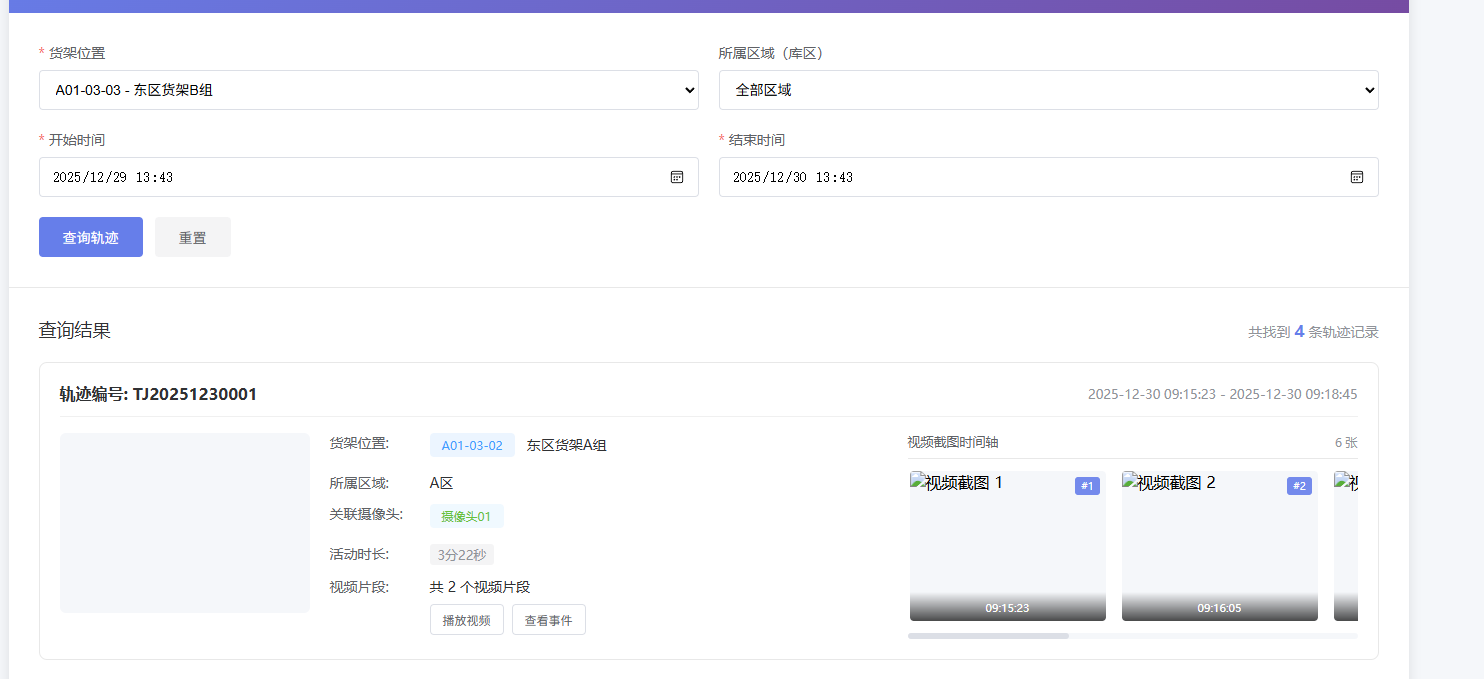 * 货架位置
所属区域（库区）
A01-03-03 - 东区货架B组
全部区域
* 开始时间
* 结束时间
2025/12/29 13:43
2025/12/30 13:43
查询轨迹
重置
查询结果
共找到 4 条轨迹记录
轨迹编号: TJ20251230001
2025-12-30 09:15:23 - 2025-12-30 09:18:45
货架位置:
A01-03-02
东区货架A组
所属区域:
A区
关联摄像头:
摄像头01
活动时长:
3分22秒
视频片段:
共 2 个视频片段
播放视频
查看事件
视频截图时间轴
6 张
视频截图 1
#1
09:15:23
视频截图 2
#2
09:16:05